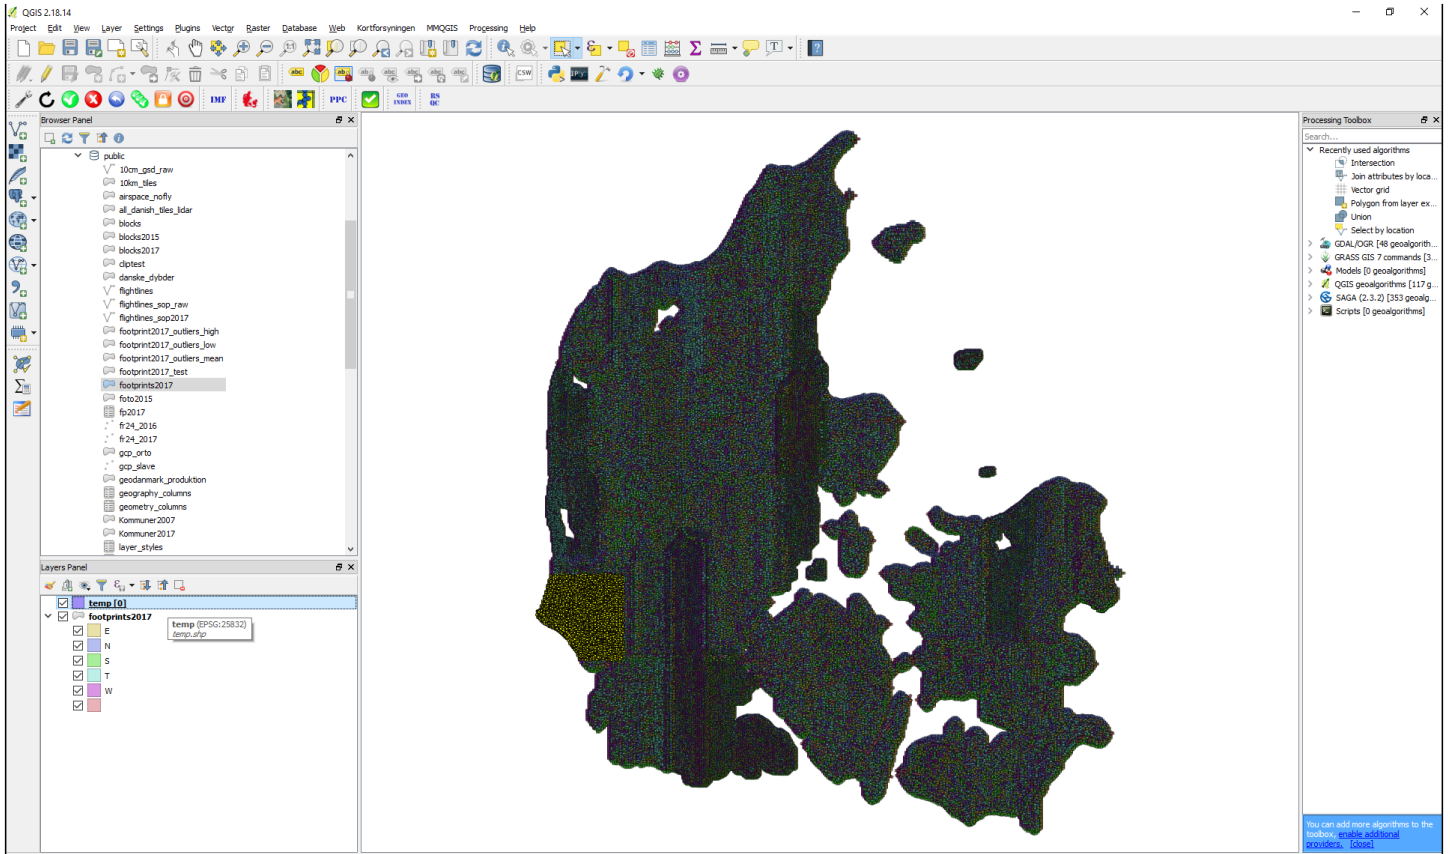 QGIS 2.18.14
Project Edit View Layer Settings Plugins Vector Raster Database Web Kortforsyningen MMQGIS Processing Help
abc
CSW IP[y]:
IMF PPC GEO INDEX RS QC
Browser Panel
public
10cm_gsd_raw
10km_tiles
airspace_nofly
all_danish_tiles_lidar
blocks
blocks2015
blocks2017
cliptest
danske_dybder
flightlines
flightlines_sop_raw
flightlines_sop2017
footprint2017_outliers_high
footprint2017_outliers_low
footprint2017_outliers_mean
footprint2017_test
footprints2017
foto2015
fp2017
fr24_2016
fr24_2017
gcp_orto
gcp_slave
geodanmark_produktion
geography_columns
geometry_columns
Kommuner2007
Kommuner2017
layer_styles
Layers Panel
temp [0]
footprints2017
temp (EPSG:25832)
temp.shp
E
N
S
T
W
Processing Toolbox
Search...
Recently used algorithms
Intersection
Join attributes by loca...
Vector grid
Polygon from layer ex...
Union
Select by location
GDAL/OGR [48 geoalgorith...
GRASS GIS 7 commands [3...
Models [0 geoalgorithms]
QGIS geoalgorithms [117 g...
SAGA (2.3.2) [353 geoalg...
Scripts [0 geoalgorithms]
You can add more algorithms to the
toolbox, enable additional
providers. [close]